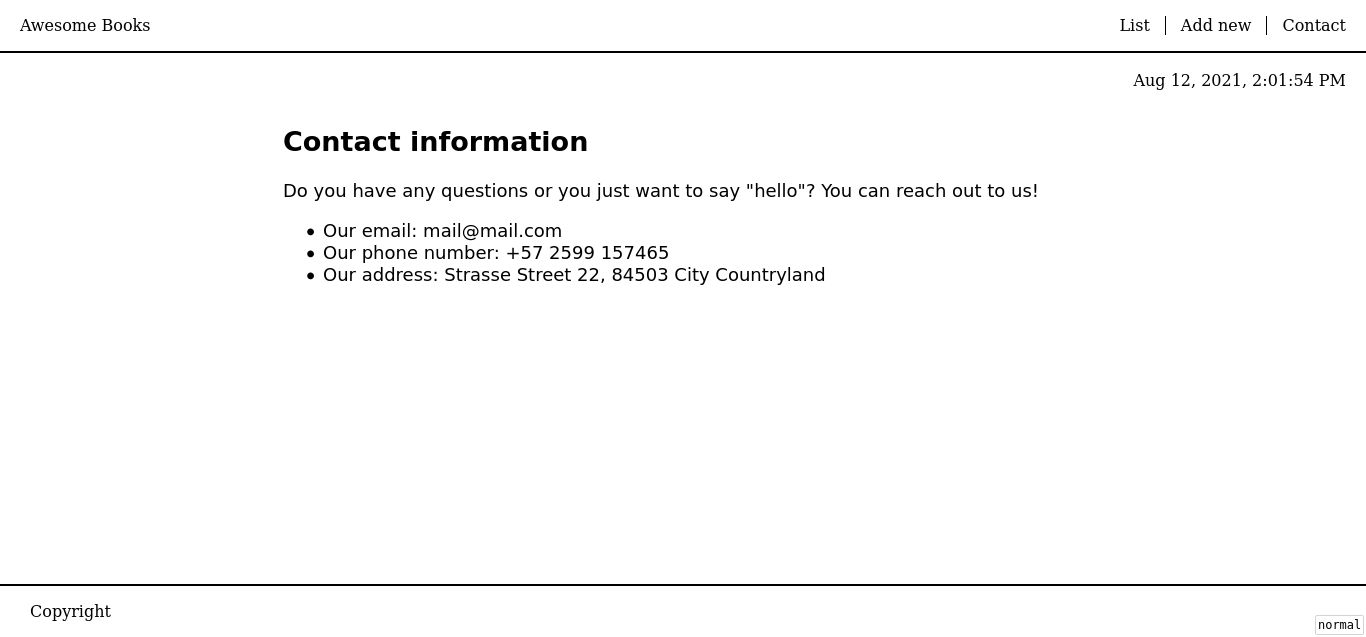 Awesome Books
List
Add new
Contact
Aug 12, 2021, 2:01:54 PM
Contact information
Do you have any questions or you just want to say "hello"? You can reach out to us!
Our email: mail@mail.com
Our phone number: +57 2599 157465
Our address: Strasse Street 22, 84503 City Countryland
Copyright
normal